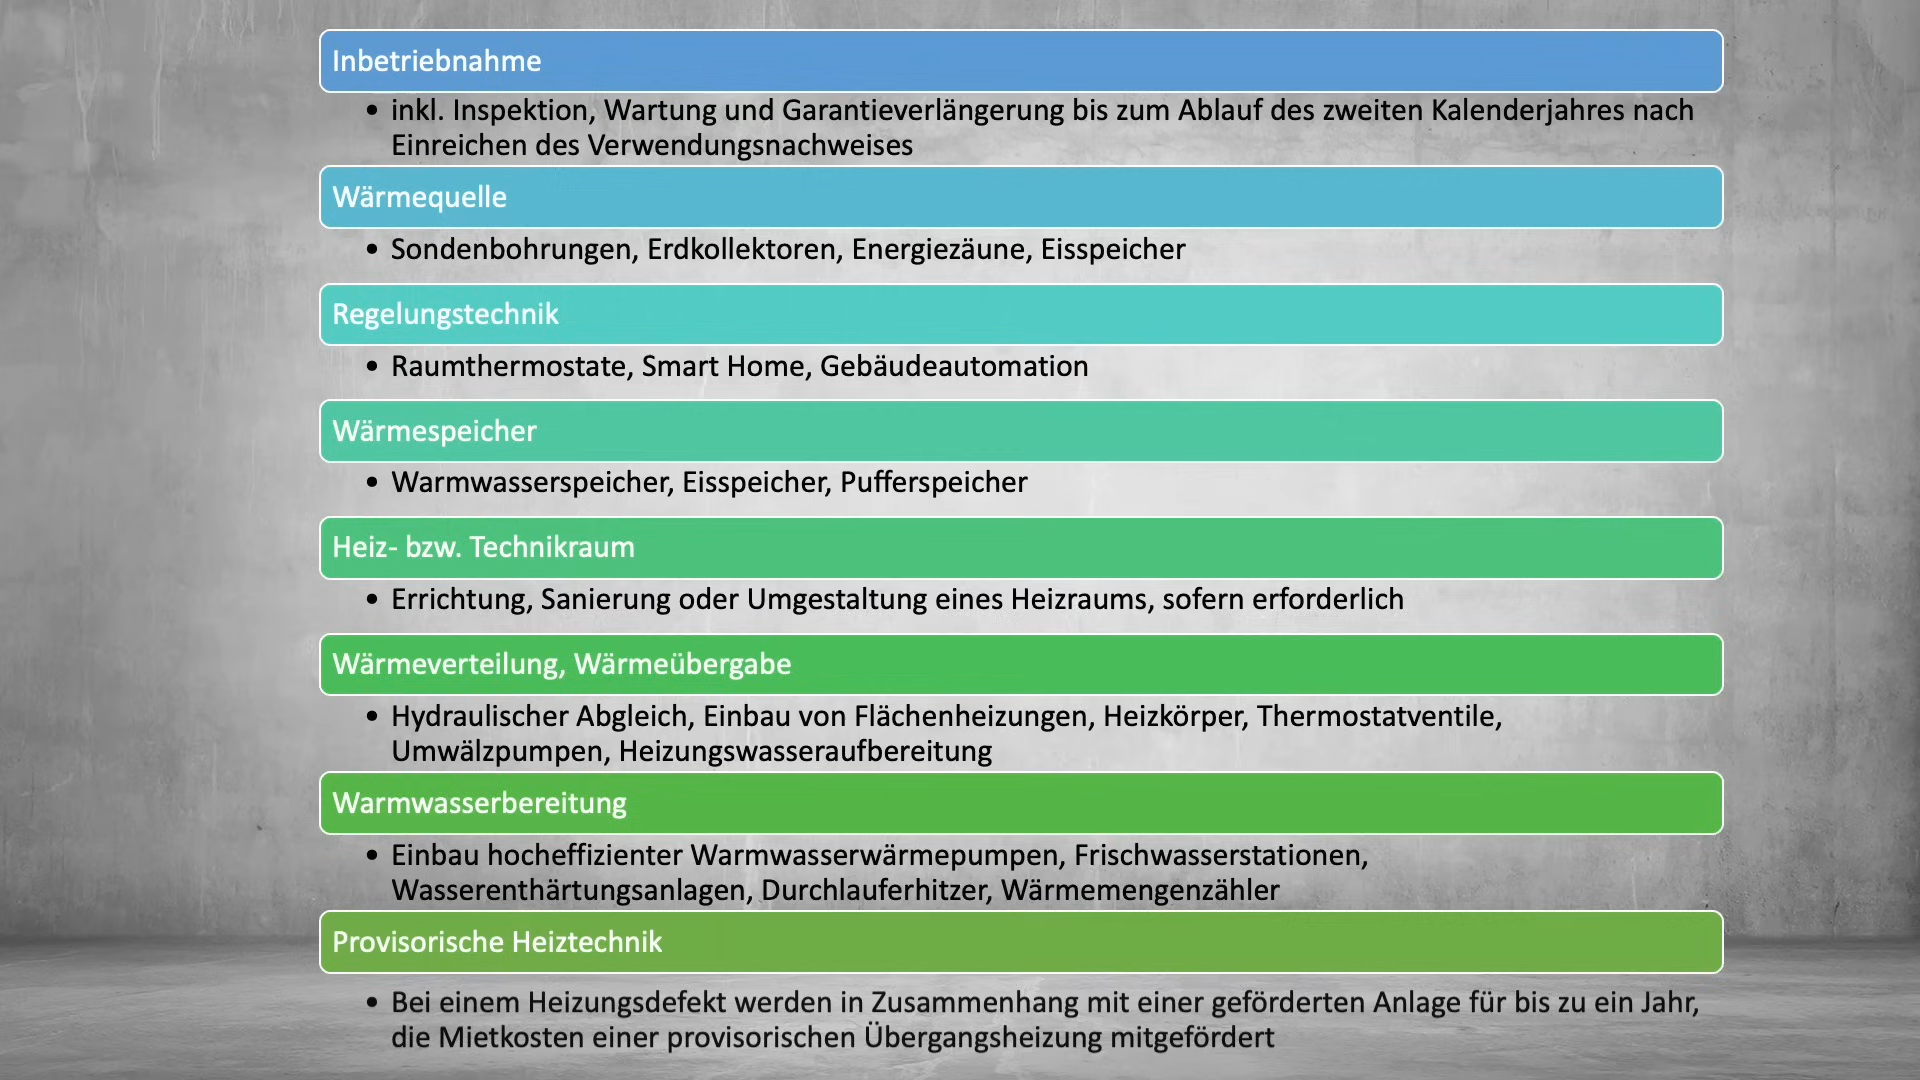 Inbetriebnahme
• inkl. Inspektion, Wartung und Garantieverlängerung bis zum Ablauf des zweiten Kalenderjahres nach
Einreichen des Verwendungsnachweises
Wärmequelle
• Sondenbohrungen, Erdkollektoren, Energiezäune, Eisspeicher
Regelungstechnik
• Raumthermostate, Smart Home, Gebäudeautomation
Wärmespeicher
• Warmwasserspeicher, Eisspeicher, Pufferspeicher
Heiz- bzw. Technikraum
• Errichtung, Sanierung oder Umgestaltung eines Heizraums, sofern erforderlich
Wärmeverteilung, Wärmeübergabe
• Hydraulischer Abgleich, Einbau von Flächenheizungen, Heizkörper, Thermostatventile,
Umwälzpumpen, Heizungswasseraufbereitung
Warmwasserbereitung
• Einbau hocheffizienter Warmwasserwärmepumpen, Frischwasserstationen,
Wasserenthärtungsanlagen, Durchlauferhitzer, Wärmemengenzähler
Provisorische Heiztechnik
• Bei einem Heizungsdefekt werden in Zusammenhang mit einer geförderten Anlage für bis zu ein Jahr,
die Mietkosten einer provisorischen Übergangsheizung mitgefördert